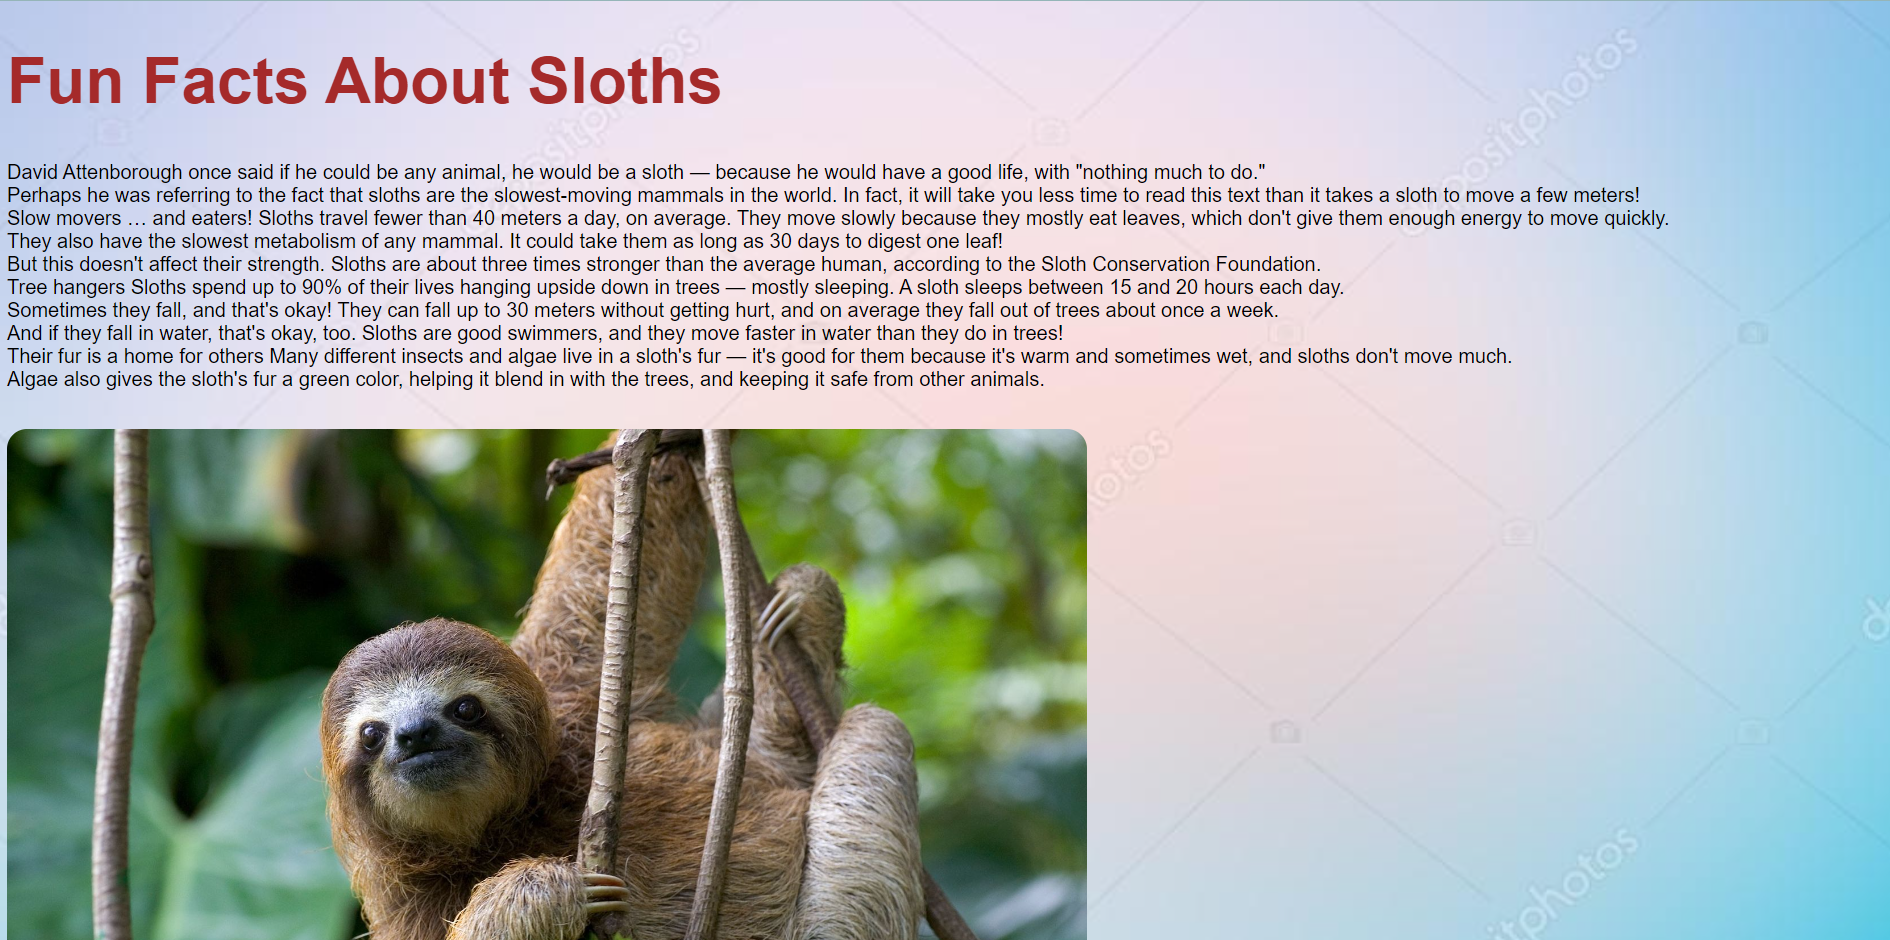 Fun Facts About Sloths
David Attenborough once said if he could be any animal, he would be a sloth — because he would have a good life, with "nothing much to do."
Perhaps he was referring to the fact that sloths are the slowest-moving mammals in the world. In fact, it will take you less time to read this text than it takes a sloth to move a few meters!
Slow movers … and eaters! Sloths travel fewer than 40 meters a day, on average. They move slowly because they mostly eat leaves, which don't give them enough energy to move quickly.
They also have the slowest metabolism of any mammal. It could take them as long as 30 days to digest one leaf!
But this doesn't affect their strength. Sloths are about three times stronger than the average human, according to the Sloth Conservation Foundation.
Tree hangers Sloths spend up to 90% of their lives hanging upside down in trees — mostly sleeping. A sloth sleeps between 15 and 20 hours each day.
Sometimes they fall, and that's okay! They can fall up to 30 meters without getting hurt, and on average they fall out of trees about once a week.
And if they fall in water, that's okay, too. Sloths are good swimmers, and they move faster in water than they do in trees!
Their fur is a home for others Many different insects and algae live in a sloth's fur — it's good for them because it's warm and sometimes wet, and sloths don't move much.
Algae also gives the sloth's fur a green color, helping it blend in with the trees, and keeping it safe from other animals.
depositphotos